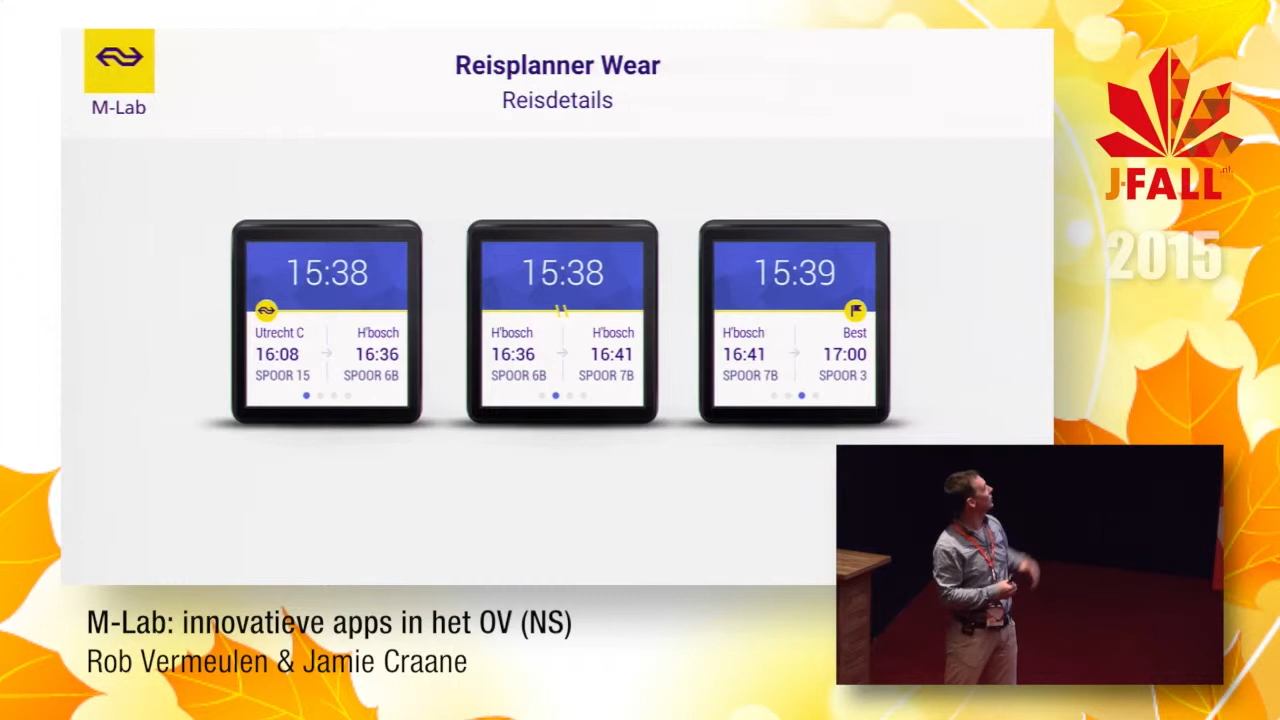 M-Lab
Reisplanner Wear
Reisdetails
15:38
Utrecht C H'bosch
16:08 16:36
SPOOR 15 SPOOR 6B
15:38
H'bosch H'bosch
16:36 16:41
SPOOR 6B SPOOR 7B
15:39
H'bosch Best
16:41 17:00
SPOOR 7B SPOOR 3
J-FALL.nl
2015
M-Lab: innovatieve apps in het OV (NS)
Rob Vermeulen & Jamie Craane